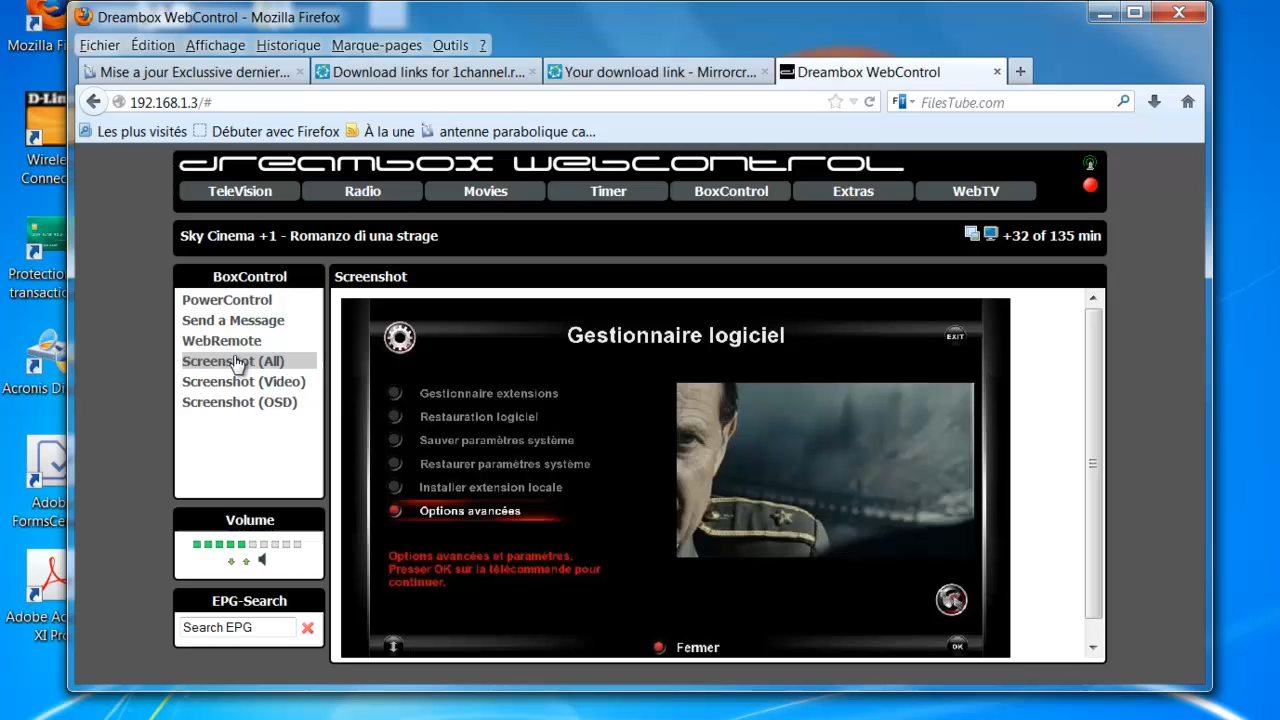 Mozilla Fi
Dreambox WebControl - Mozilla Firefox
Fichier Édition Affichage Historique Marque-pages Outils ?
Mise a jour Exclussive dernier... Download links for 1channel.r... Your download link - Mirrorcr... Dreambox WebControl
192.168.1.3/# FilesTube.com
Les plus visités Débuter avec Firefox À la une antenne parabolique ca...
D-Lin
Wirele
Connec
Protection
transactio
Acronis Di
Adob
FormsCe
Adobe Ac
XI Pro
dreambox webcontrol
TeleVision Radio Movies Timer BoxControl Extras WebTV
Sky Cinema +1 - Romanzo di una strage +32 of 135 min
BoxControl
PowerControl
Send a Message
WebRemote
Screenshot (All)
Screenshot (Video)
Screenshot (OSD)
Volume
EPG-Search
Search EPG
Screenshot
Gestionnaire logiciel
EXIT
Gestionnaire extensions
Restauration logiciel
Sauver paramètres système
Restaurer paramètres système
Installer extension locale
Options avancées
Options avancées et paramètres.
Presser OK sur la télécommande pour
continuer.
Fermer
OK